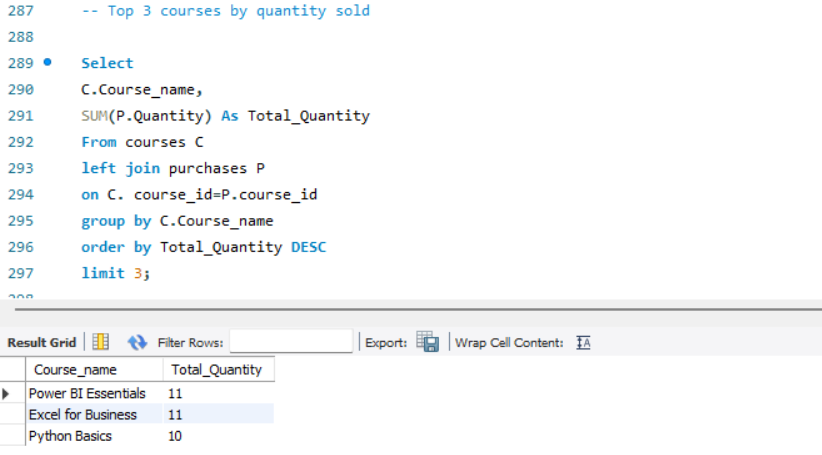 287 -- Top 3 courses by quantity sold
288
289 Select
290 C.Course_name,
291 SUM(P.Quantity) As Total_Quantity
292 From courses C
293 left join purchases P
294 on C. course_id=P.course_id
295 group by C.Course_name
296 order by Total_Quantity DESC
297 limit 3;
298
Result Grid Filter Rows: Export: Wrap Cell Content: IA
Course_name Total_Quantity
Power BI Essentials 11
Excel for Business 11
Python Basics 10